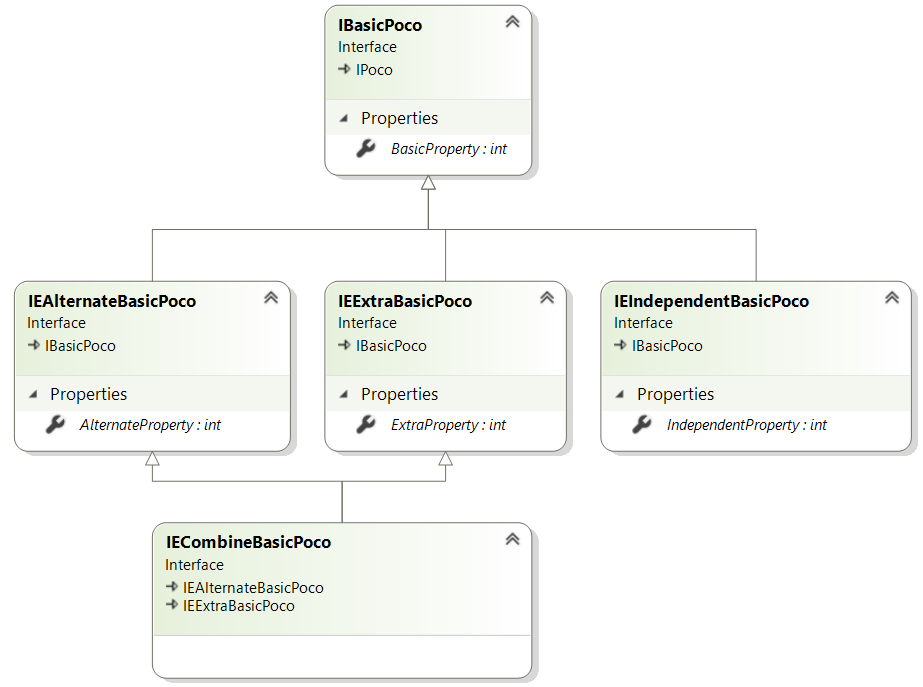 IBasicPoco
Interface
IPoco
Properties
BasicProperty : int
IEAlternateBasicPoco
Interface
IBasicPoco
Properties
AlternateProperty : int
IEExtraBasicPoco
Interface
IBasicPoco
Properties
ExtraProperty : int
IEIndependentBasicPoco
Interface
IBasicPoco
Properties
IndependentProperty : int
IECombineBasicPoco
Interface
IEAlternateBasicPoco
IEExtraBasicPoco